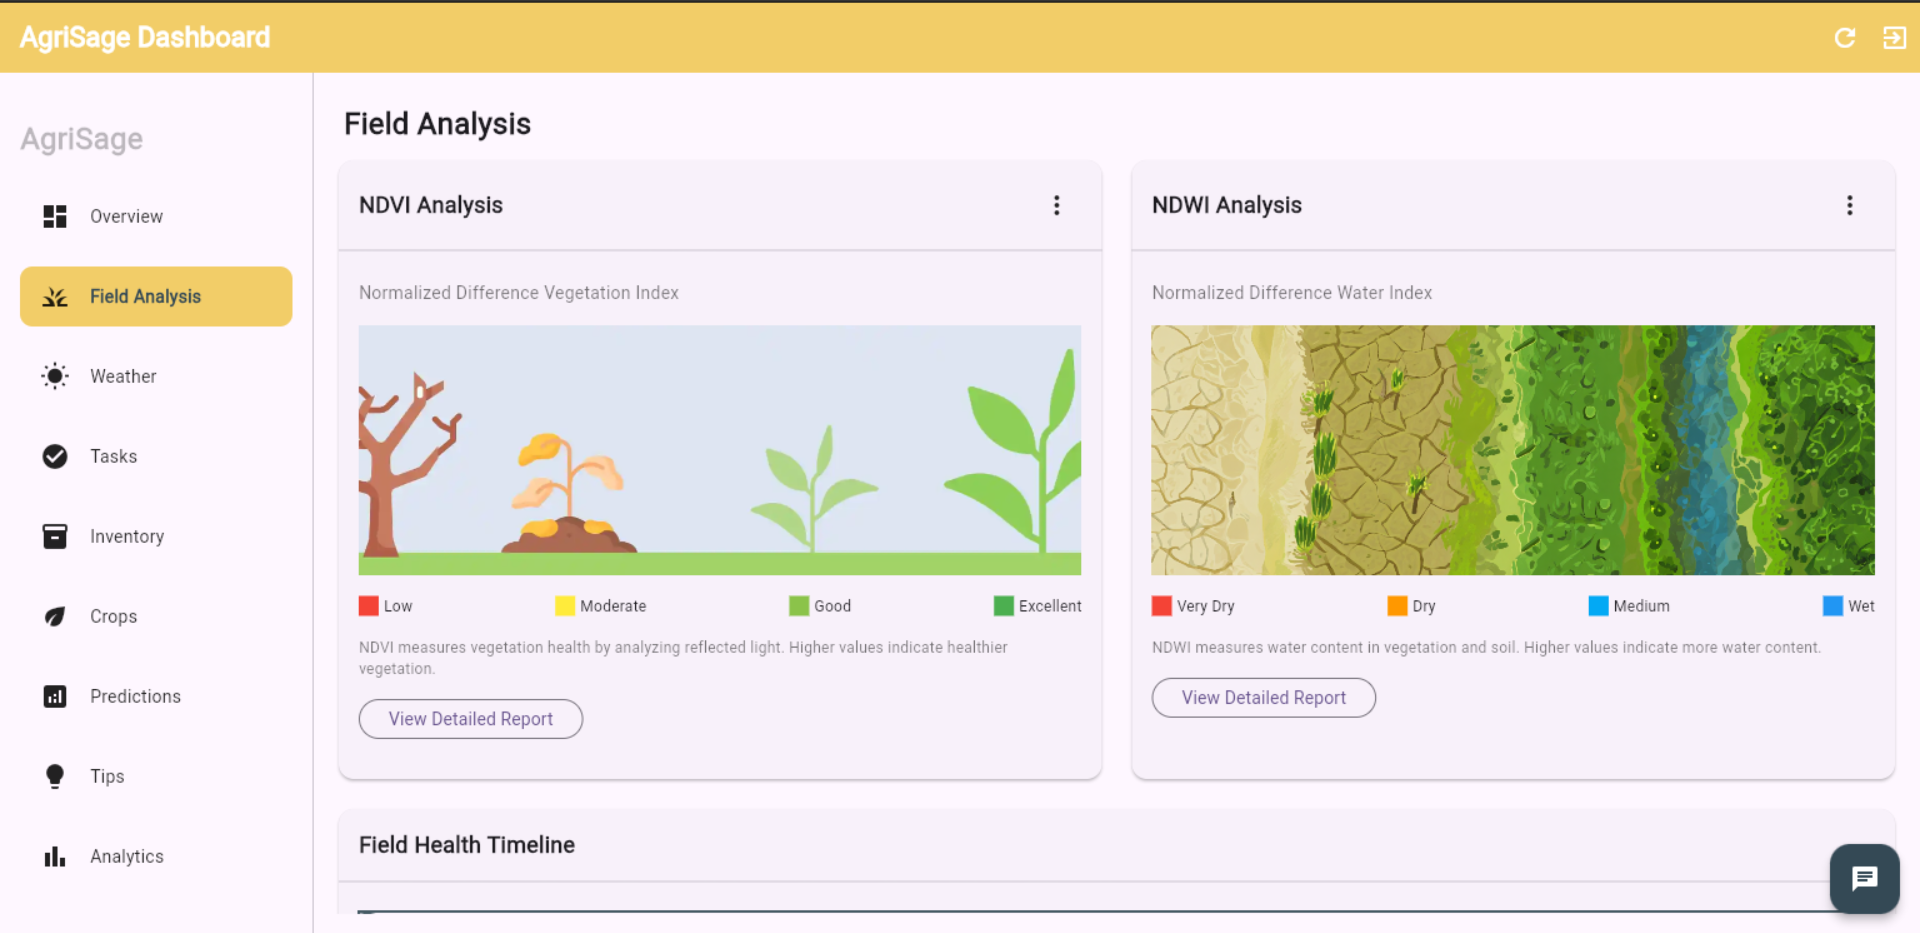 AgriSage Dashboard
AgriSage
Overview
Field Analysis
Weather
Tasks
Inventory
Crops
Predictions
Tips
Analytics
Field Analysis
NDVI Analysis
Normalized Difference Vegetation Index
Low Moderate Good Excellent
NDVI measures vegetation health by analyzing reflected light. Higher values indicate healthier
vegetation.
View Detailed Report
NDWI Analysis
Normalized Difference Water Index
Very Dry Dry Medium Wet
NDWI measures water content in vegetation and soil. Higher values indicate more water content.
View Detailed Report
Field Health Timeline